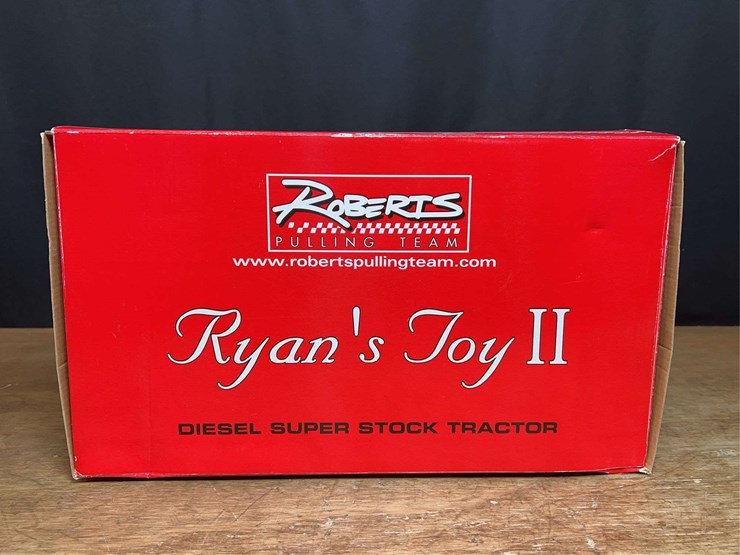 ROBERTS
PULLING TEAM
www.robertspullingteam.com
Ryan's Toy II
DIESEL SUPER STOCK TRACTOR